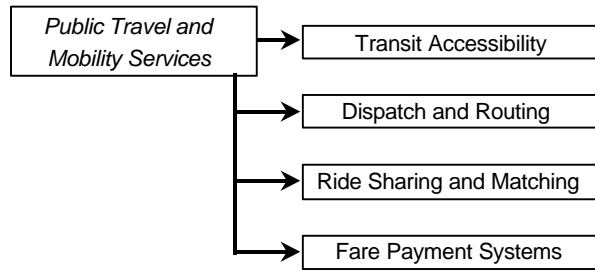 Public Travel and
Mobility Services
Transit Accessibility
Dispatch and Routing
Ride Sharing and Matching
Fare Payment Systems